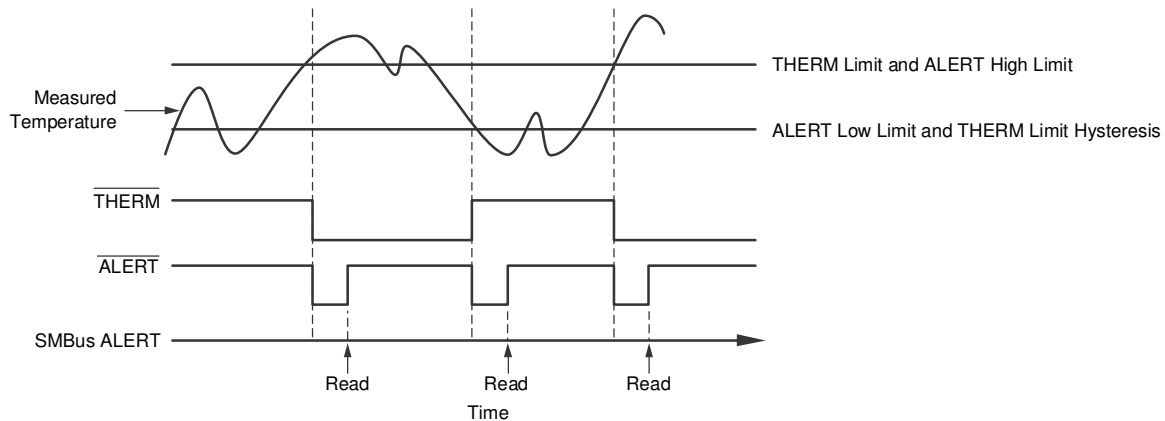 THERM Limit and ALERT High Limit
Measured
Temperature
ALERT Low Limit and THERM Limit Hysteresis
THERM
ALERT
SMBus ALERT
Read
Read
Read
Time